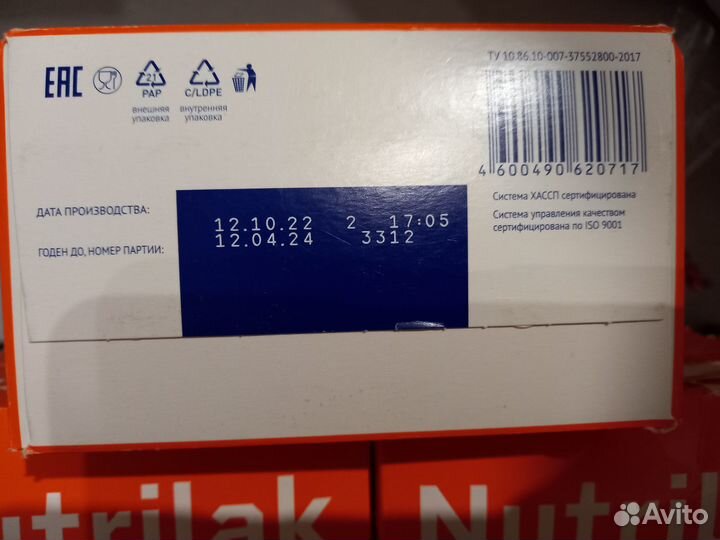 ТУ 10.86.10-007-37552800-2017
EAC
21
PAP
C/LDPE
внешняя
упаковка
внутренняя
упаковка
4 600490 620717
Система ХАССП сертифицирована
Система управления качеством
сертифицирована по ISO 9001
ДАТА ПРОИЗВОДСТВА:
12.10.22 2 17:05
ГОДЕН ДО, НОМЕР ПАРТИИ:
12.04.24 3312
Nutrilak
Nutril
Avito